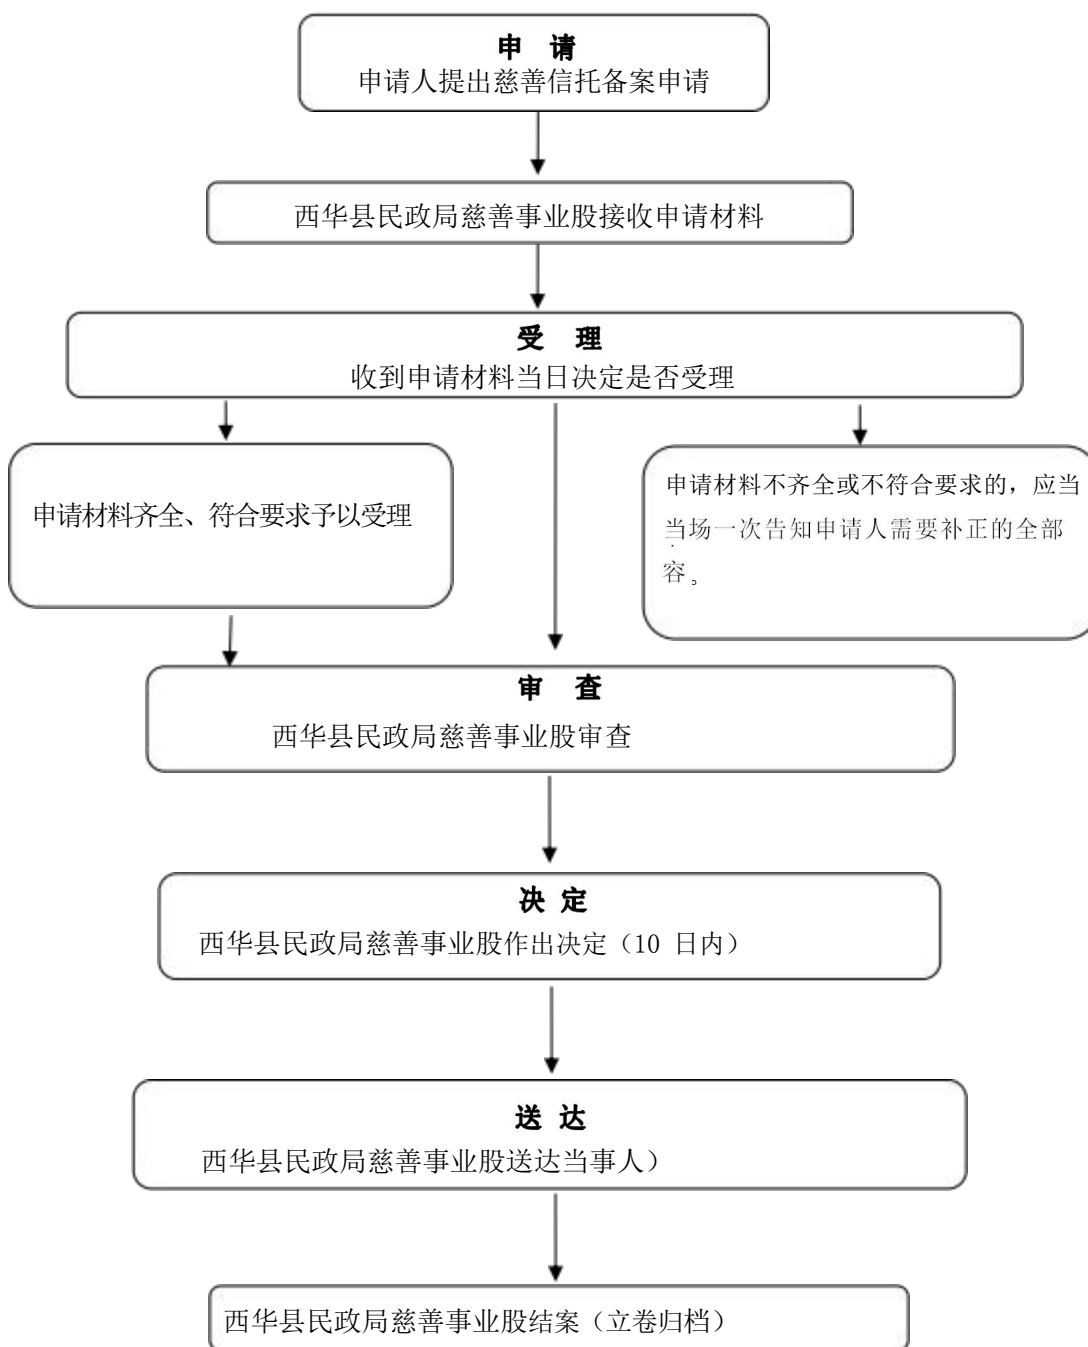 申 请
申请人提出慈善信托备案申请
西华县民政局慈善事业股接收申请材料
受 理
收到申请材料当日决定是否受理
申请材料齐全、符合要求予以受理
申请材料不齐全或不符合要求的，应当
当场一次告知申请人需要补正的全部
容。
审 查
西华县民政局慈善事业股审查
决 定
西华县民政局慈善事业股作出决定（10 日内）
送 达
西华县民政局慈善事业股送达当事人）
西华县民政局慈善事业股结案（立卷归档）